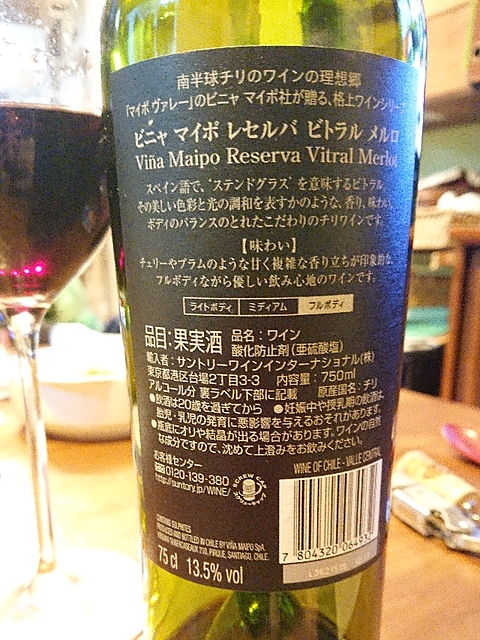 南半球チリのワインの理想郷
「マイポ ヴァレー」のビニャ マイポ社が贈る、格上ワインシリーズ
ビニャ マイポ レセルバ ビトラル メルロ
Viña Maipo Reserva Vitral Merlot
スペイン語で、"ステンドグラス"を意味するビトラル。
その美しい色彩と光の調和を表すかのような、香り、味わい、
ボディのバランスのとれたこだわりのチリワインです。
【味わい】
チェリーやプラムのような甘く複雑な香り立ちが印象的な、
フルボディながら優しい飲み心地のワインです。
ライトボディ ミディアム フルボディ
品目:果実酒 品名:ワイン
酸化防止剤(亜硫酸塩)
輸入者:サントリーワインインターナショナル(株)
東京都港区台場2丁目3-3 内容量:750ml
アルコール分 裏ラベル下部に記載 原産国名:チリ
●飲酒は20歳を過ぎてから ●妊娠中や授乳期の飲酒は、
胎児・乳児の発育に悪影響を与えるおそれがあります。
●瓶底にオリや結晶が出る場合があります。ワインの自然
な成分ですので、沈めて上澄みをお飲みください。
お客様センター
0120-139-380
http://suntory.jp/WINE/
SCREW CAP
WINE OF CHILE - VALLE CENTRAL
CONTAINS SULPHITES
PRODUCED AND BOTTLED IN CHILE BY VIÑA MAIPO SpA.
PIRQUE, SANTIAGO, CHILE.
75 cl 13.5% vol
7 804320 06493